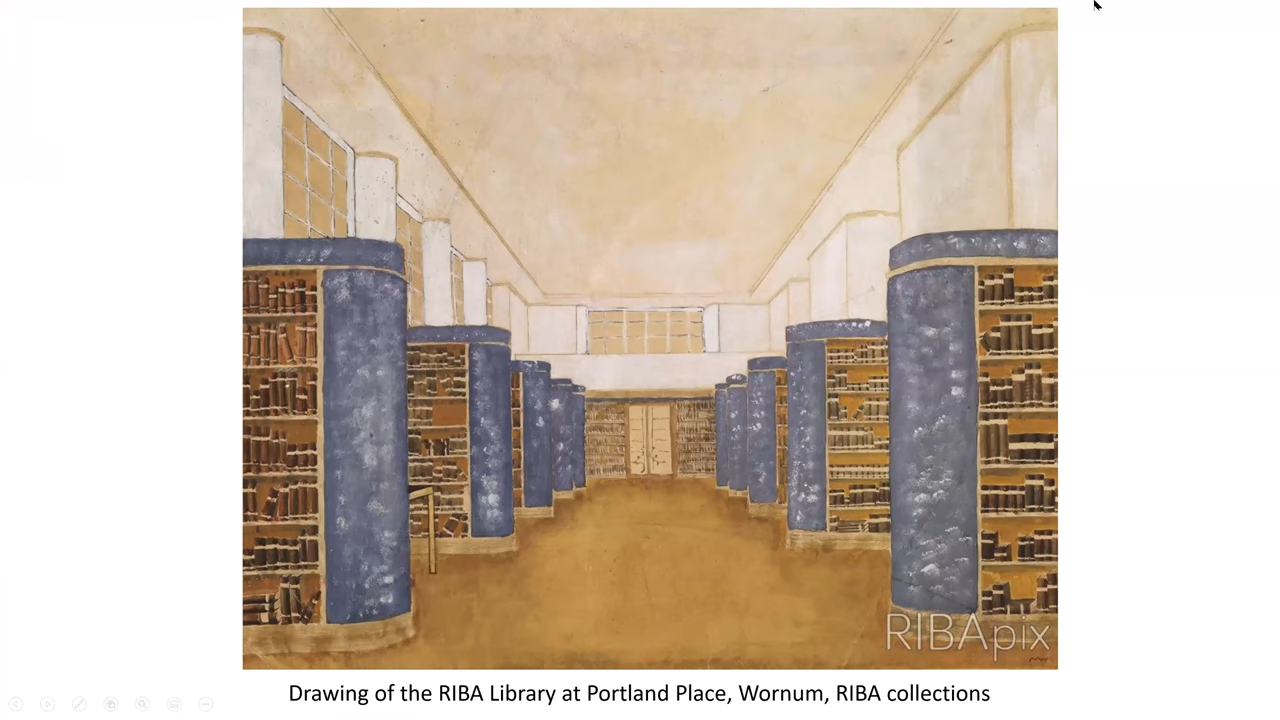 RIBApix
Drawing of the RIBA Library at Portland Place, Wornum, RIBA collections